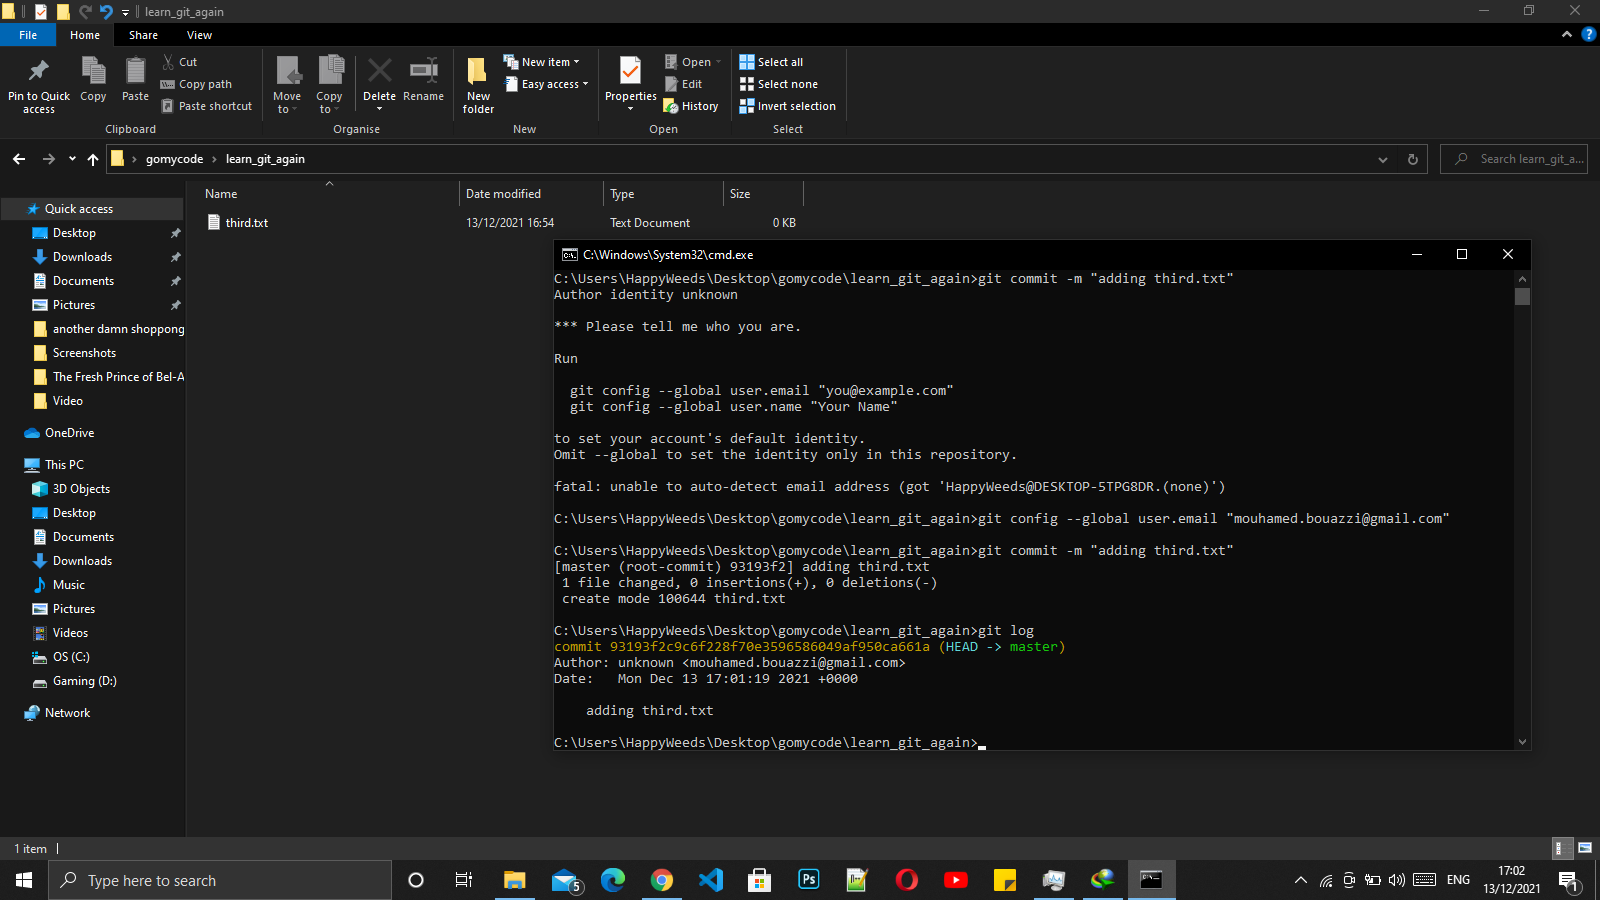 learn_git_again
File Home Share View
Pin to Quick access
Copy
Paste
Cut
Copy path
Paste shortcut
Clipboard
Move to
Copy to
Delete
Rename
Organise
New folder
New item
Easy access
New
Properties
Open
Edit
History
Open
Select all
Select none
Invert selection
Select
gomycode › learn_git_again
Search learn_git_a...
Name Date modified Type Size
third.txt 13/12/2021 16:54 Text Document 0 KB
Quick access
Desktop
Downloads
Documents
Pictures
another damn shoppong
Screenshots
The Fresh Prince of Bel-A
Video
OneDrive
This PC
3D Objects
Desktop
Documents
Downloads
Music
Pictures
Videos
OS (C:)
Gaming (D:)
Network
C:\Windows\System32\cmd.exe
C:\Users\HappyWeeds\Desktop\gomycode\learn_git_again>git commit -m "adding third.txt"
Author identity unknown
*** Please tell me who you are.
Run
git config --global user.email "you@example.com"
git config --global user.name "Your Name"
to set your account's default identity.
Omit --global to set the identity only in this repository.
fatal: unable to auto-detect email address (got 'HappyWeeds@DESKTOP-5TPG8DR.(none)')
C:\Users\HappyWeeds\Desktop\gomycode\learn_git_again>git config --global user.email "mouhamed.bouazzi@gmail.com"
C:\Users\HappyWeeds\Desktop\gomycode\learn_git_again>git commit -m "adding third.txt"
[master (root-commit) 93193f2] adding third.txt
1 file changed, 0 insertions(+), 0 deletions(-)
create mode 100644 third.txt
C:\Users\HappyWeeds\Desktop\gomycode\learn_git_again>git log
commit 93193f2c9c6f228f70e3596586049af950ca661a (HEAD -> master)
Author: unknown <mouhamed.bouazzi@gmail.com>
Date: Mon Dec 13 17:01:19 2021 +0000
adding third.txt
C:\Users\HappyWeeds\Desktop\gomycode\learn_git_again>
1 item
Type here to search
5
Ps
ENG
17:02
13/12/2021
1